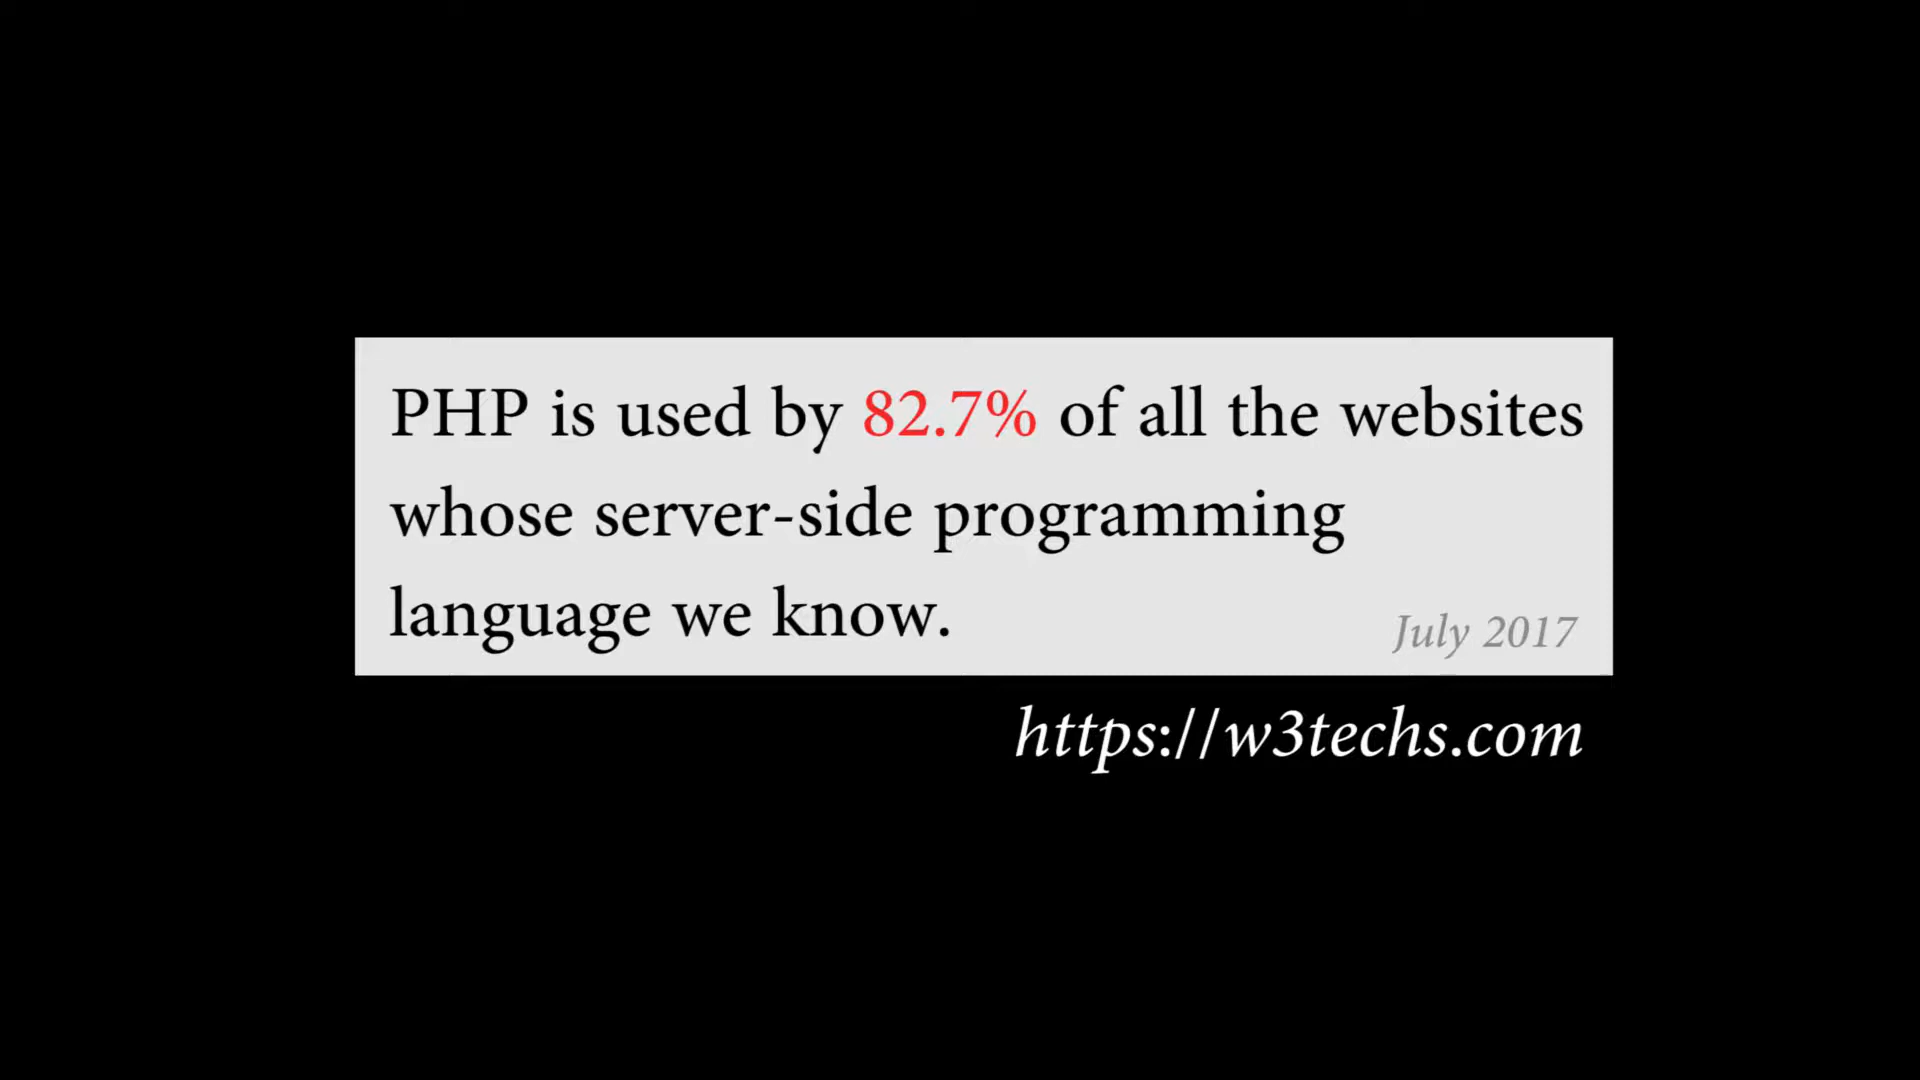 PHP is used by 82.7% of all the websites
whose server-side programming
language we know.
July 2017
https://w3techs.com